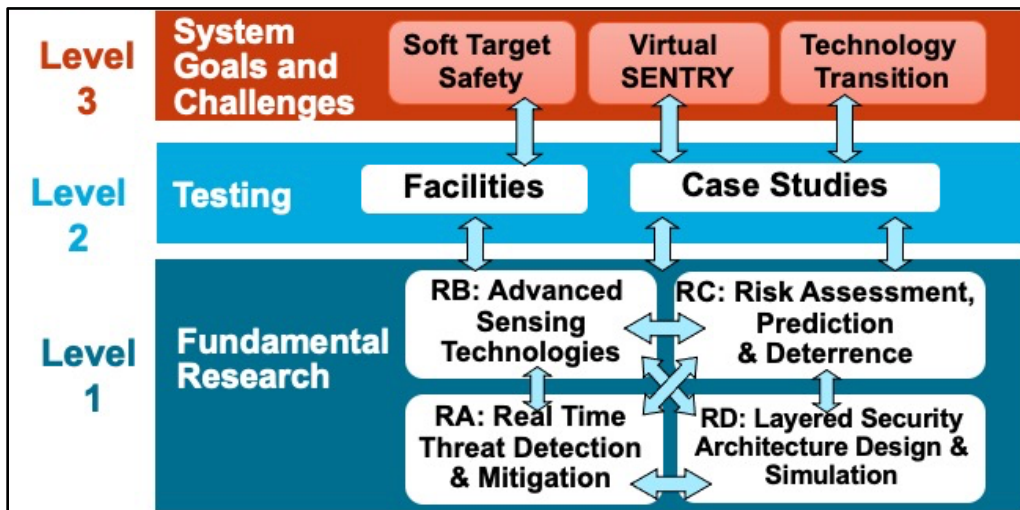 Level
3
System
Goals and
Challenges
Soft Target
Safety
Virtual
SENTRY
Technology
Transition
Level
2
Testing
Facilities
Case Studies
Level
1
Fundamental
Research
RB: Advanced
Sensing
Technologies
RC: Risk Assessment,
Prediction
& Deterrence
RA: Real Time
Threat Detection
& Mitigation
RD: Layered Security
Architecture Design &
Simulation